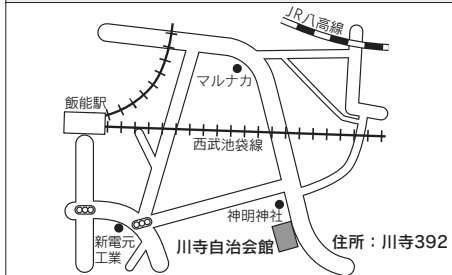 JR八高線
マルナカ
飯能駅
西武池袋線
神明神社
新電元
工業
川寺自治会館
住所：川寺392